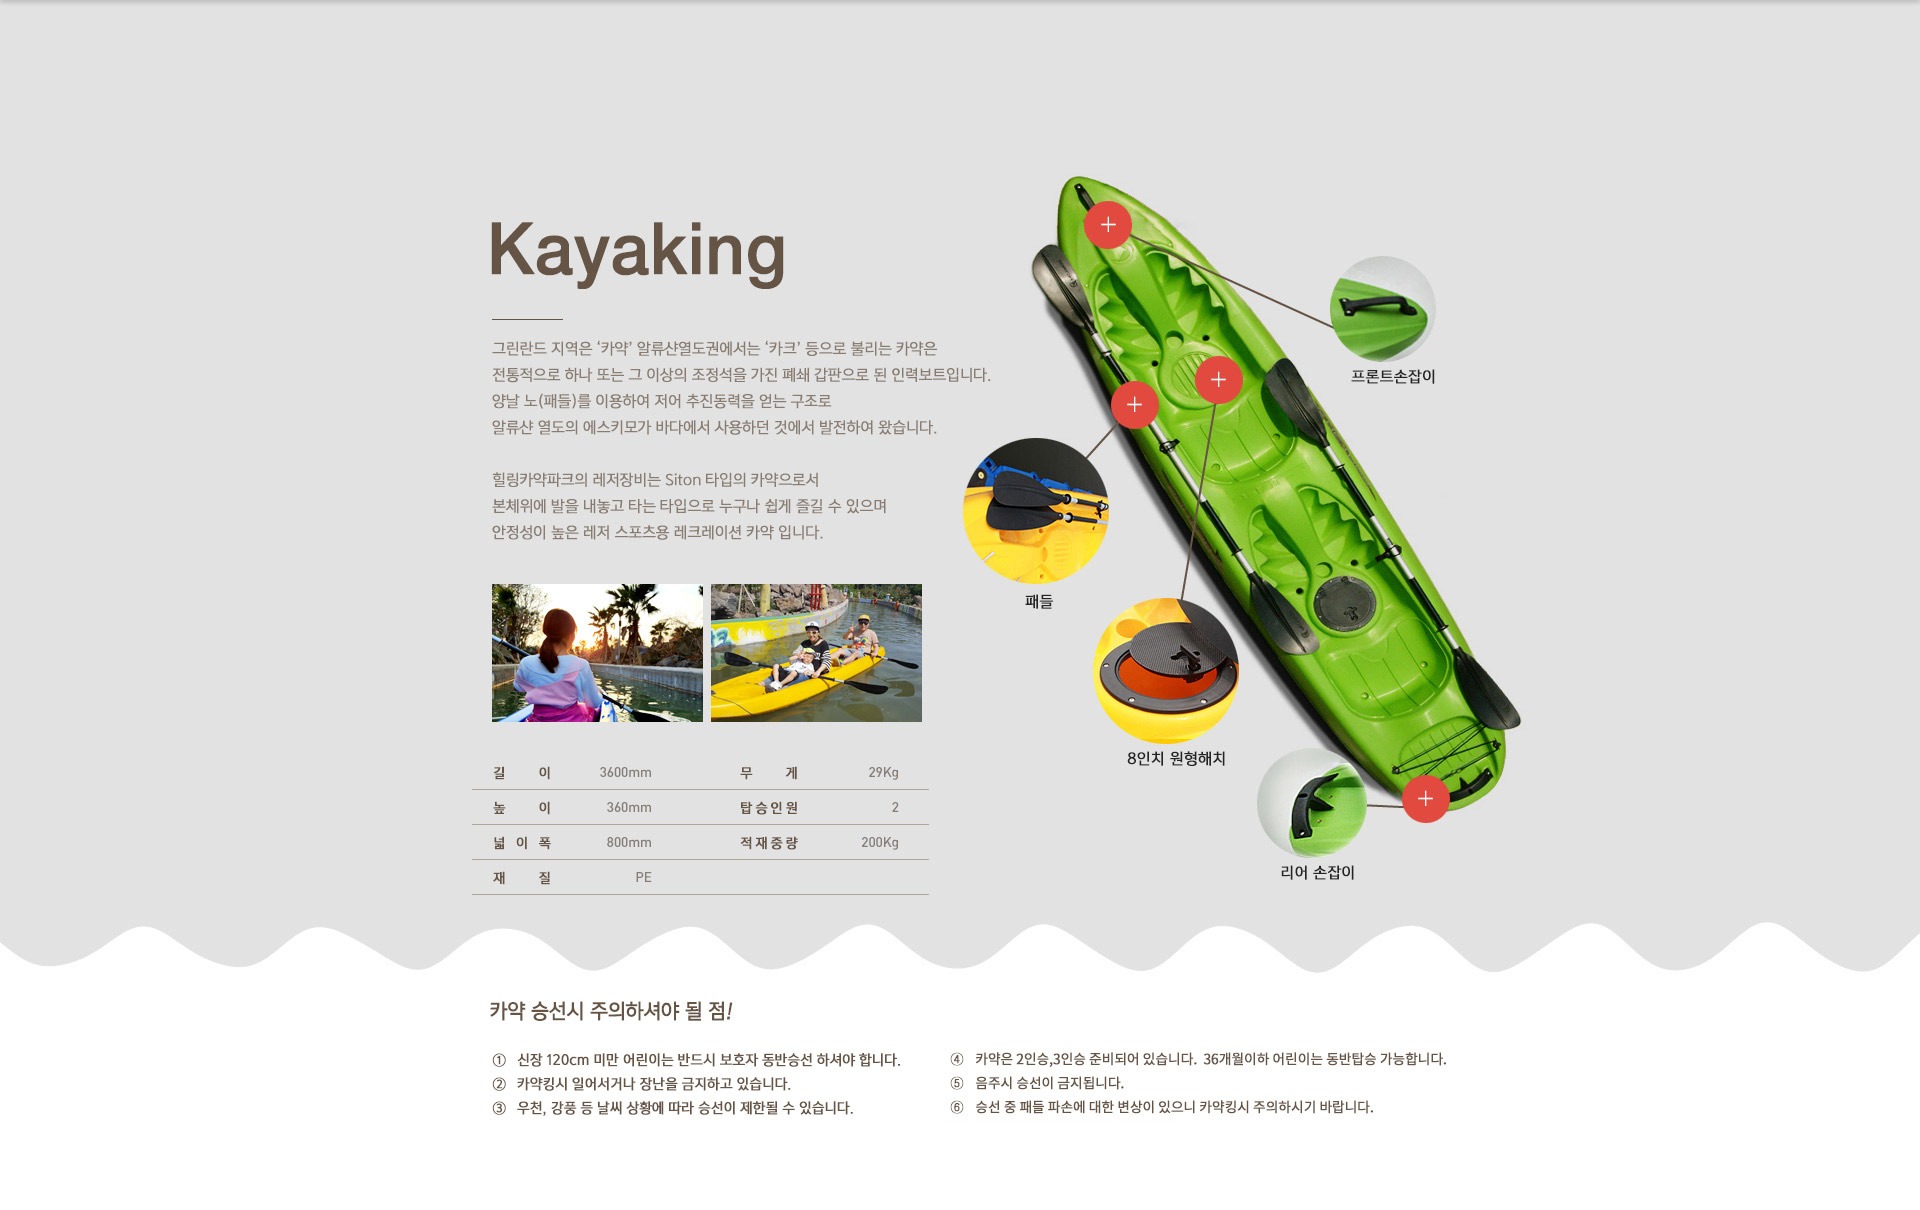 Kayaking
그린란드 지역은 ‘카약’ 알류샨열도권에서는 ‘카크’ 등으로 불리는 카약은
전통적으로 하나 또는 그 이상의 조정석을 가진 폐쇄 갑판으로 된 인력보트입니다.
양날 노(패들)를 이용하여 저어 추진동력을 얻는 구조로
알류샨 열도의 에스키모가 바다에서 사용하던 것에서 발전하여 왔습니다.
힐링카약파크의 레저장비는 Siton 타입의 카약으로서
본체위에 발을 내놓고 타는 타입으로 누구나 쉽게 즐길 수 있으며
안정성이 높은 레저 스포츠용 레크레이션 카약 입니다.
길 이 3600mm 무 게 29Kg
높 이 360mm 탑승인원 2
넓 이 폭 800mm 적재중량 200Kg
재 질 PE
프론트손잡이
패들
8인치 원형해치
리어 손잡이
카약 승선시 주의하셔야 될 점!
① 신장 120cm 미만 어린이는 반드시 보호자 동반승선 하셔야 합니다.
② 카약킹시 일어서거나 장난을 금지하고 있습니다.
③ 우천, 강풍 등 날씨 상황에 따라 승선이 제한될 수 있습니다.
④ 카약은 2인승,3인승 준비되어 있습니다. 36개월이하 어린이는 동반탑승 가능합니다.
⑤ 음주시 승선이 금지됩니다.
⑥ 승선 중 패들 파손에 대한 변상이 있으니 카약킹시 주의하시기 바랍니다.